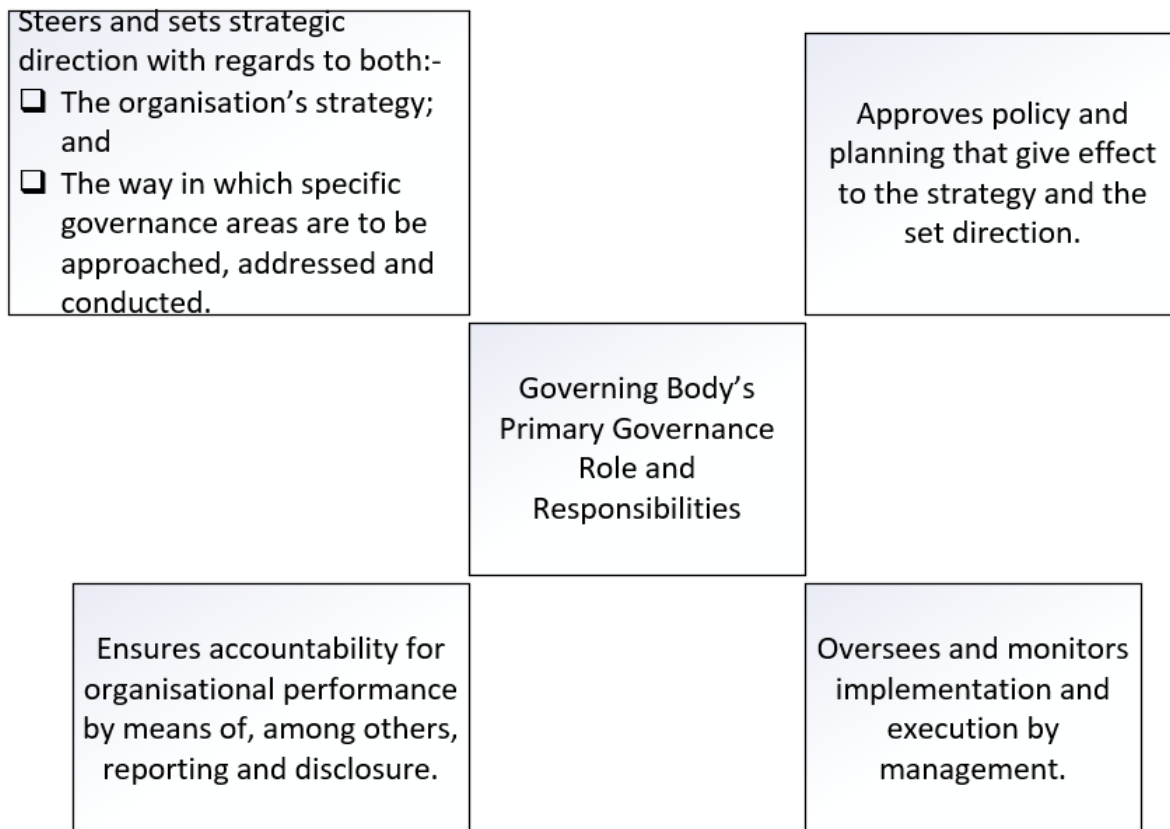 Steers and sets strategic
direction with regards to both:-
❑ The organisation’s strategy;
and
❑ The way in which specific
governance areas are to be
approached, addressed and
conducted.
Approves policy and
planning that give effect
to the strategy and the
set direction.
Governing Body’s
Primary Governance
Role and
Responsibilities
Ensures accountability for
organisational performance
by means of, among others,
reporting and disclosure.
Oversees and monitors
implementation and
execution by
management.